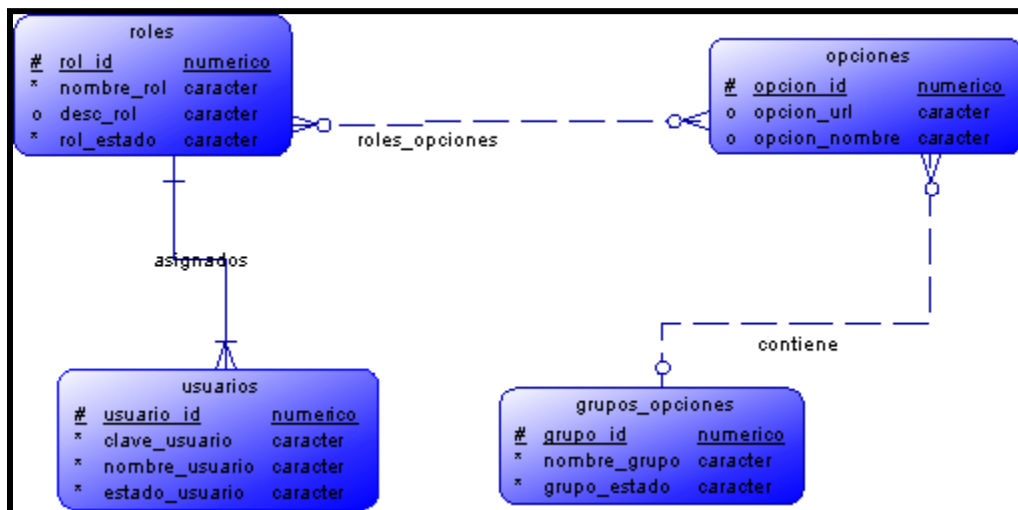 roles
# rol_id numerico
* nombre_rol caracter
o desc_rol caracter
* rol_estado caracter
opciones
# opcion_id numerico
o opcion_url caracter
o opcion_nombre caracter
roles_opciones
asignados
contiene
usuarios
# usuario_id numerico
* clave_usuario caracter
* nombre_usuario caracter
* estado_usuario caracter
grupos_opciones
# grupo_id numerico
* nombre_grupo caracter
* grupo_estado caracter